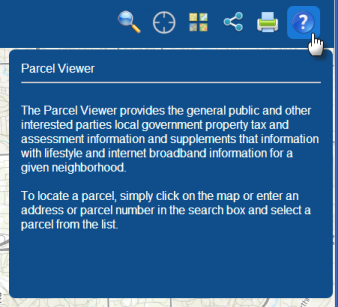 ?
Parcel Viewer
The Parcel Viewer provides the general public and other
interested parties local government property tax and
assessment information and supplements that information
with lifestyle and internet broadband information for a
given neighborhood.
To locate a parcel, simply click on the map or enter an
address or parcel number in the search box and select a
parcel from the list.